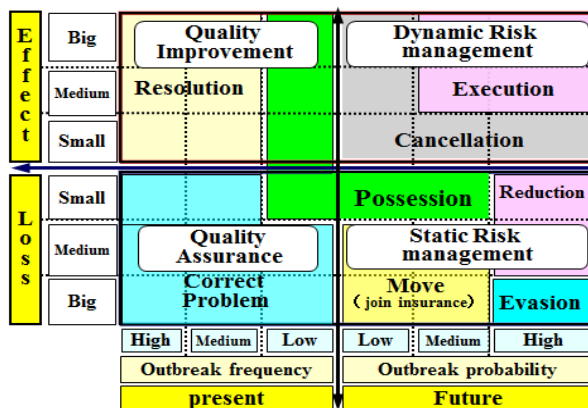 Effect
Big
Medium
Small
Quality
Improvement
Resolution
Dynamic Risk
management
Execution
Cancellation
Loss
Small
Medium
Big
Possession
Reduction
Quality
Assurance
Correct
Problem
Static Risk
management
Move
( join insurance )
Evasion
High
Medium
Low
Low
Medium
High
Outbreak frequency
Outbreak probability
present
Future